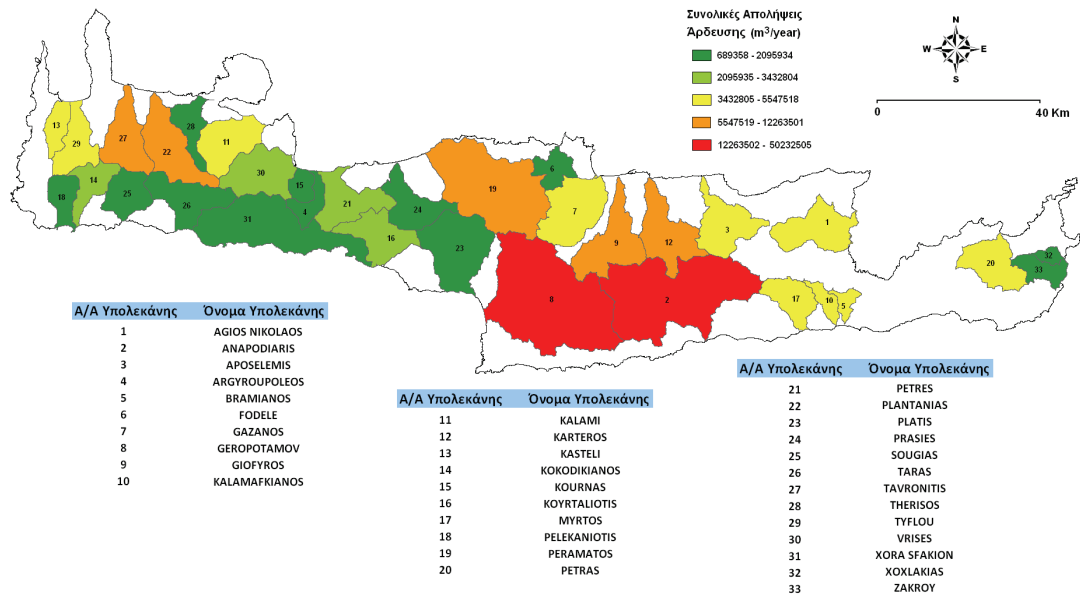 Συνολικές Απολήψεις
Άρδευσης (m³/year)
689358 - 2095934
2095935 - 3432804
3432805 - 5547518
5547519 - 12263501
12263502 - 50232505
N
W
E
S
0
40 Km
13
29
27
22
28
11
18
14
25
26
30
15
31
4
21
24
16
23
19
6
7
8
9
12
2
3
1
17
10
5
20
32
33
Α/Α Υπολεκάνης Όνομα Υπολεκάνης
1 AGIOS NIKOLAOS
2 ANAPODIARIS
3 APOSELEMIS
4 ARGYROUPOLEOS
5 BRAMIANOS
6 FODELE
7 GAZANOS
8 GEROPOTAMOV
9 GIOFYROS
10 KALAMAFKIANOS
Α/Α Υπολεκάνης Όνομα Υπολεκάνης
11 KALAMI
12 KARTEROS
13 KASTELI
14 KOKODIKIANOS
15 KOURNAS
16 KOYRTALIOTIS
17 MYRTOS
18 PELEKANIOTIS
19 PERAMATOS
20 PETRAS
Α/Α Υπολεκάνης Όνομα Υπολεκάνης
21 PETRES
22 PLANTANIAS
23 PLATIS
24 PRASIES
25 SOUGIAS
26 TARAS
27 TAVRONITIS
28 THERISOS
29 TYFLOU
30 VRISES
31 XORA SFAKION
32 XOXLAKIAS
33 ZAKROY